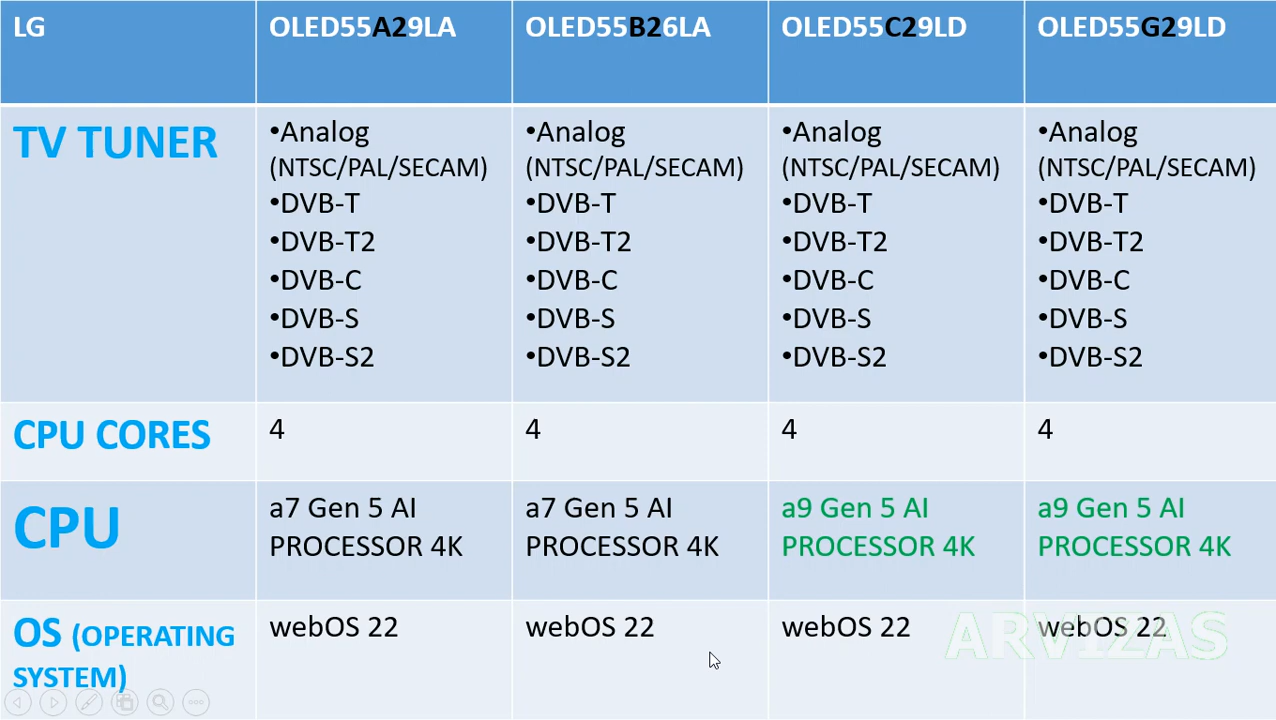 LG
OLED55A29LA
OLED55B26LA
OLED55C29LD
OLED55G29LD
TV TUNER
•Analog
(NTSC/PAL/SECAM)
•DVB-T
•DVB-T2
•DVB-C
•DVB-S
•DVB-S2
•Analog
(NTSC/PAL/SECAM)
•DVB-T
•DVB-T2
•DVB-C
•DVB-S
•DVB-S2
•Analog
(NTSC/PAL/SECAM)
•DVB-T
•DVB-T2
•DVB-C
•DVB-S
•DVB-S2
•Analog
(NTSC/PAL/SECAM)
•DVB-T
•DVB-T2
•DVB-C
•DVB-S
•DVB-S2
CPU CORES
4
4
4
4
CPU
a7 Gen 5 AI
PROCESSOR 4K
a7 Gen 5 AI
PROCESSOR 4K
a9 Gen 5 AI
PROCESSOR 4K
a9 Gen 5 AI
PROCESSOR 4K
OS (OPERATING
SYSTEM)
webOS 22
webOS 22
webOS 22
webOS 22
ARVIZAS